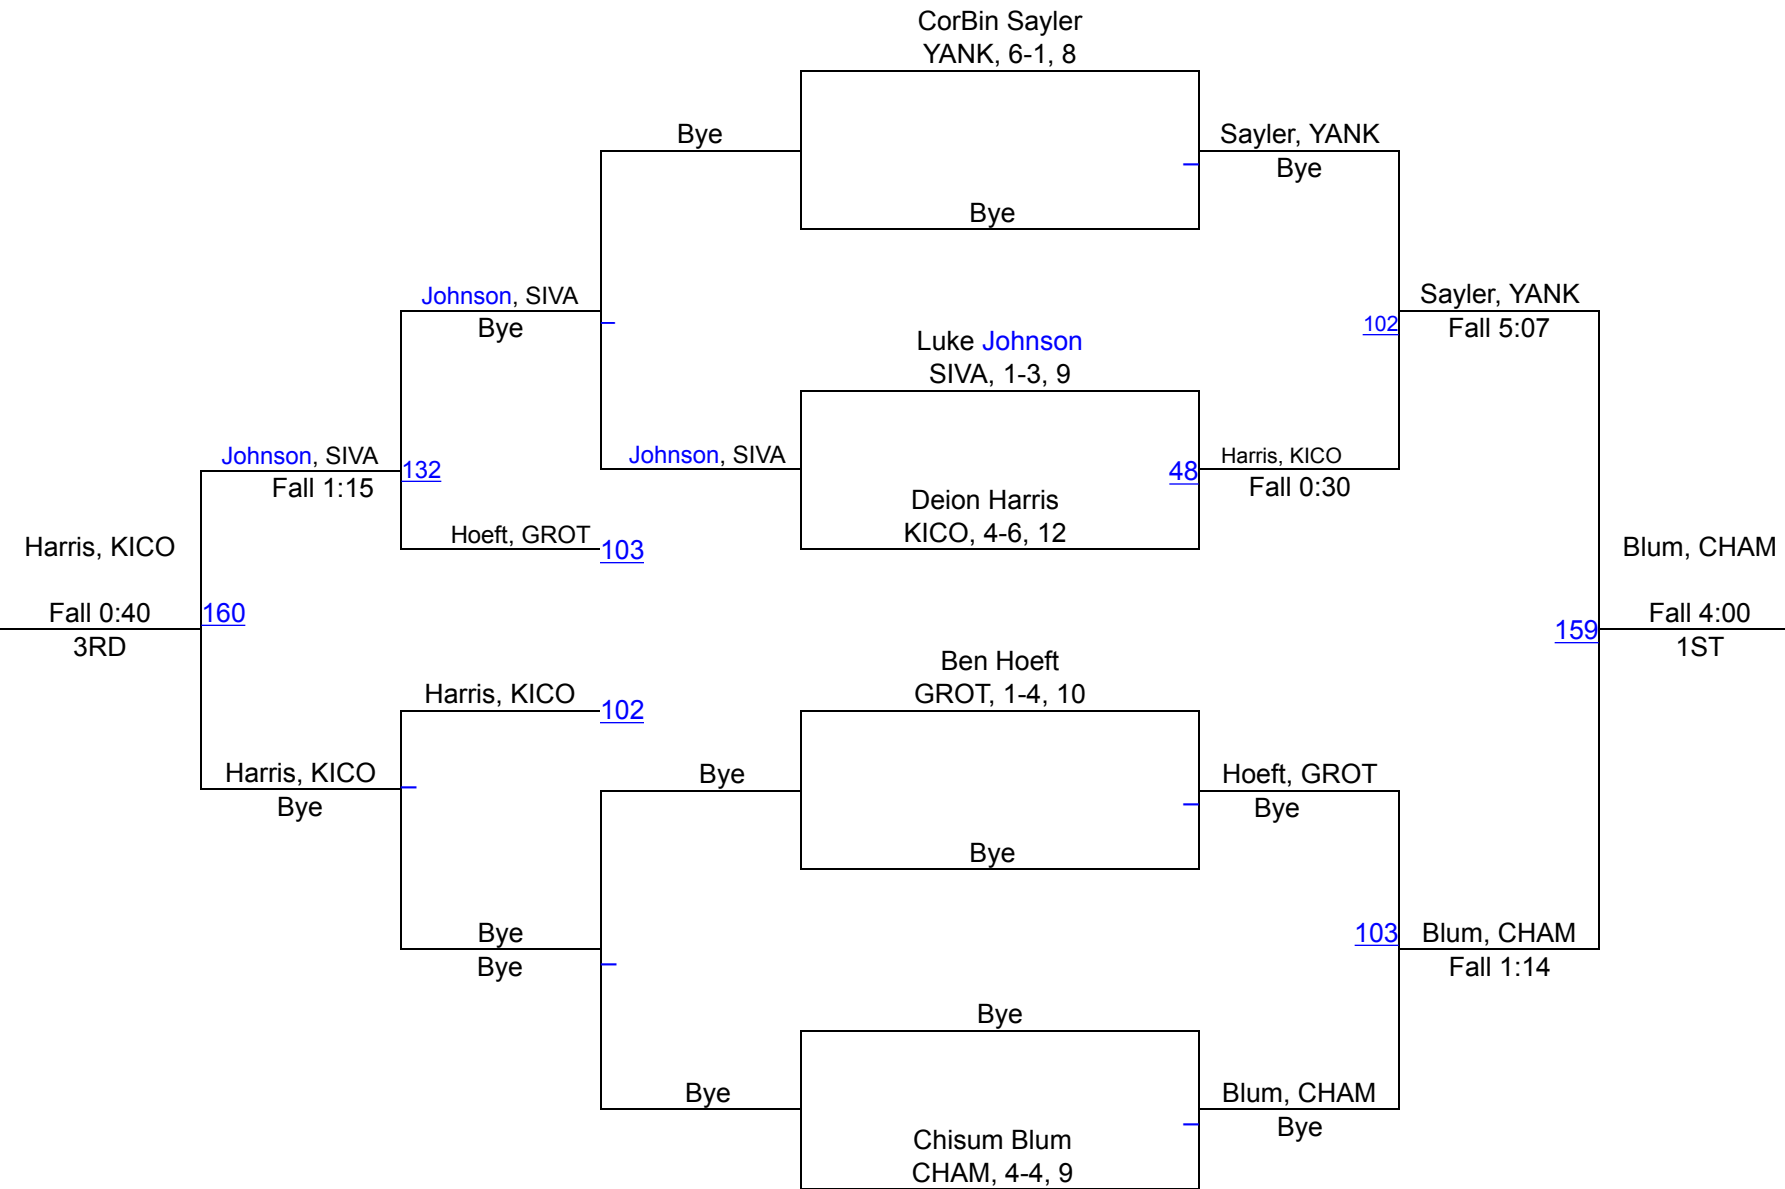 CorBin Sayler
YANK, 6-1, 8
Bye
Sayler, YANK
Bye
Bye
Johnson, SIVA
Bye
Sayler, YANK
102
Fall 5:07
Luke Johnson
SIVA, 1-3, 9
Johnson, SIVA
132
Fall 1:15
Johnson, SIVA
48
Harris, KICO
Fall 0:30
Deion Harris
KICO, 4-6, 12
Hoeft, GROT
103
Harris, KICO
Blum, CHAM
Fall 0:40
160
3RD
159
Fall 4:00
1ST
Ben Hoeft
GROT, 1-4, 10
Harris, KICO
102
Harris, KICO
Bye
Bye
Hoeft, GROT
Bye
Bye
Bye
Bye
103
Blum, CHAM
Fall 1:14
Bye
Bye
Blum, CHAM
Bye
Chisum Blum
CHAM, 4-4, 9